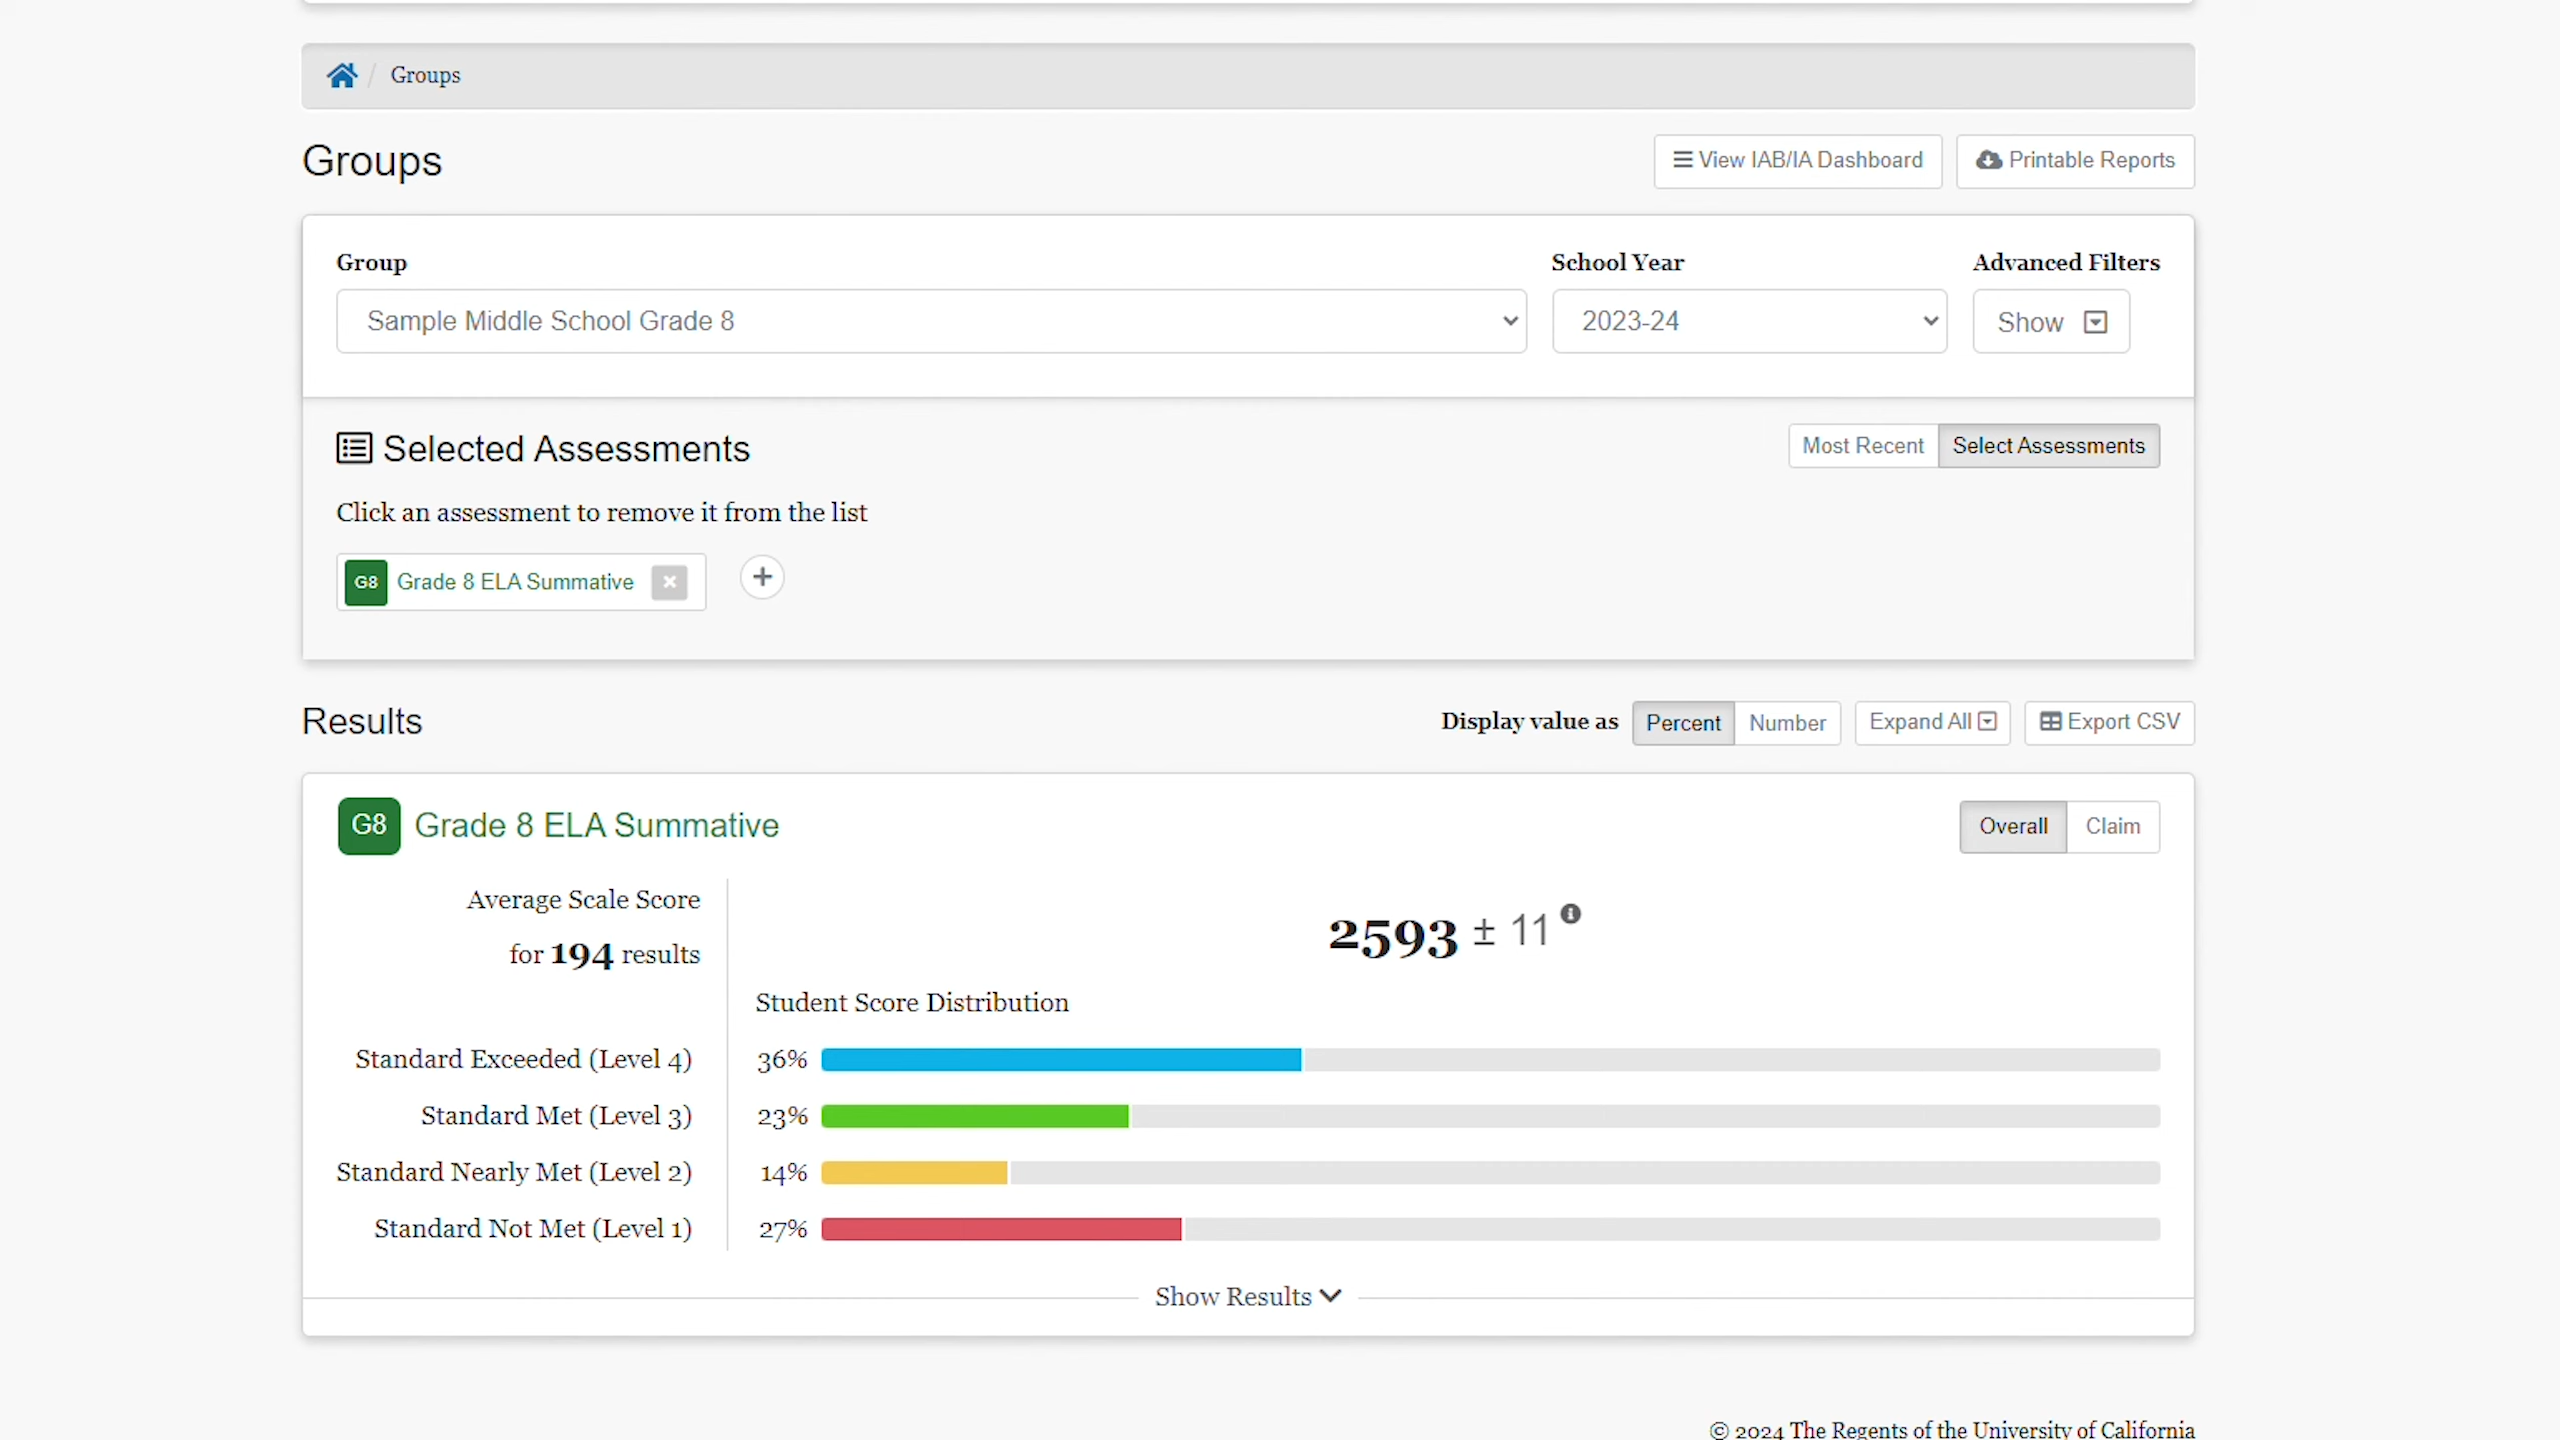 / Groups
Groups
View IAB/IA Dashboard
Printable Reports
Group
School Year
Advanced Filters
Sample Middle School Grade 8
2023-24
Show
Selected Assessments
Most Recent
Select Assessments
Click an assessment to remove it from the list
G8 Grade 8 ELA Summative ×
+
Results
Display value as
Percent
Number
Expand All
Export CSV
G8 Grade 8 ELA Summative
Overall
Claim
Average Scale Score
for 194 results
2593 ± 11
Student Score Distribution
Standard Exceeded (Level 4) 36%
Standard Met (Level 3) 23%
Standard Nearly Met (Level 2) 14%
Standard Not Met (Level 1) 27%
Show Results
© 2024 The Regents of the University of California